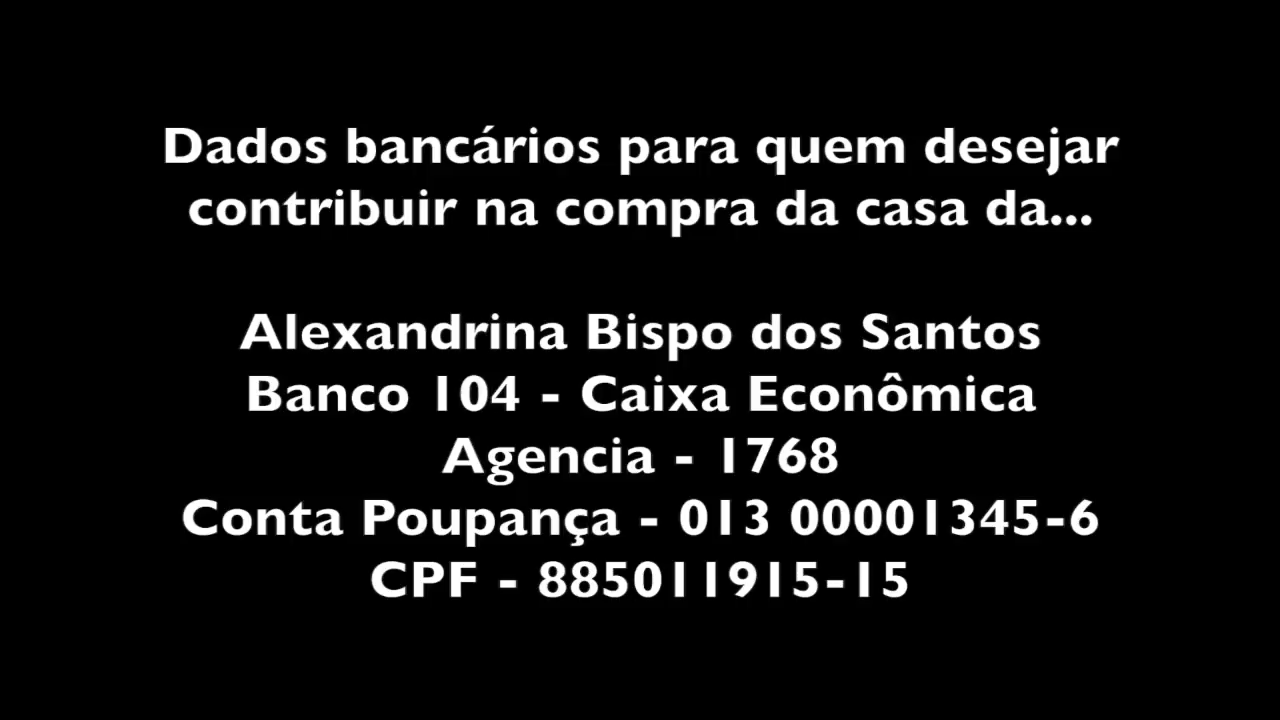 Dados bancários para quem desejar
contribuir na compra da casa da...
Alexandrina Bispo dos Santos
Banco 104 - Caixa Econômica
Agencia - 1768
Conta Poupança - 013 00001345-6
CPF - 885011915-15